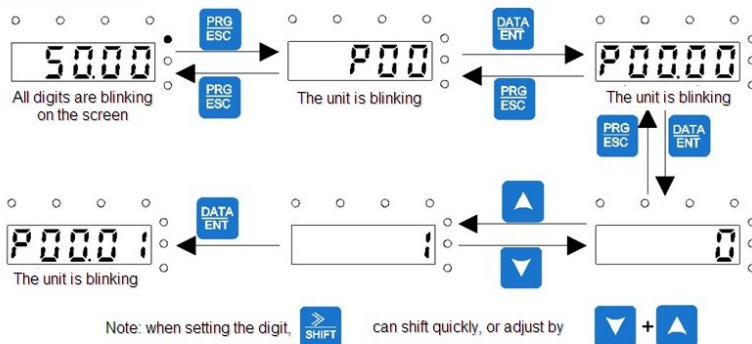 PRG
ESC
DATA
ENT
50.00
P00
P00.00
All digits are blinking
on the screen
PRG
ESC
The unit is blinking
PRG
ESC
The unit is blinking
PRG
ESC
DATA
ENT
P00.01
DATA
ENT
1
0
The unit is blinking
Note: when setting the digit, SHIFT can shift quickly, or adjust by +